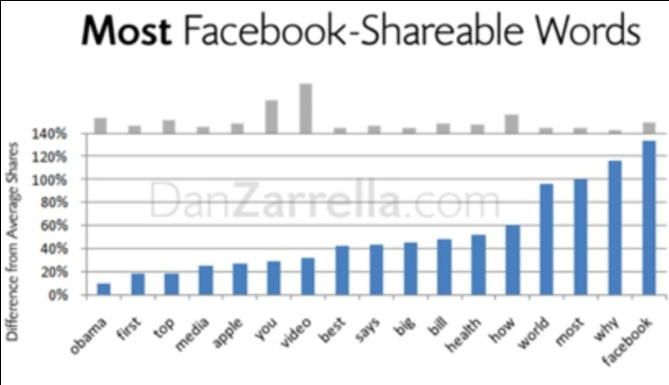 Most Facebook-Shareable Words
DanZarrella.com
Difference from Average Shares
140%
120%
100%
80%
60%
40%
20%
0%
obama
first
top
media
apple
you
video
best
says
big
bill
health
how
world
most
why
facebook